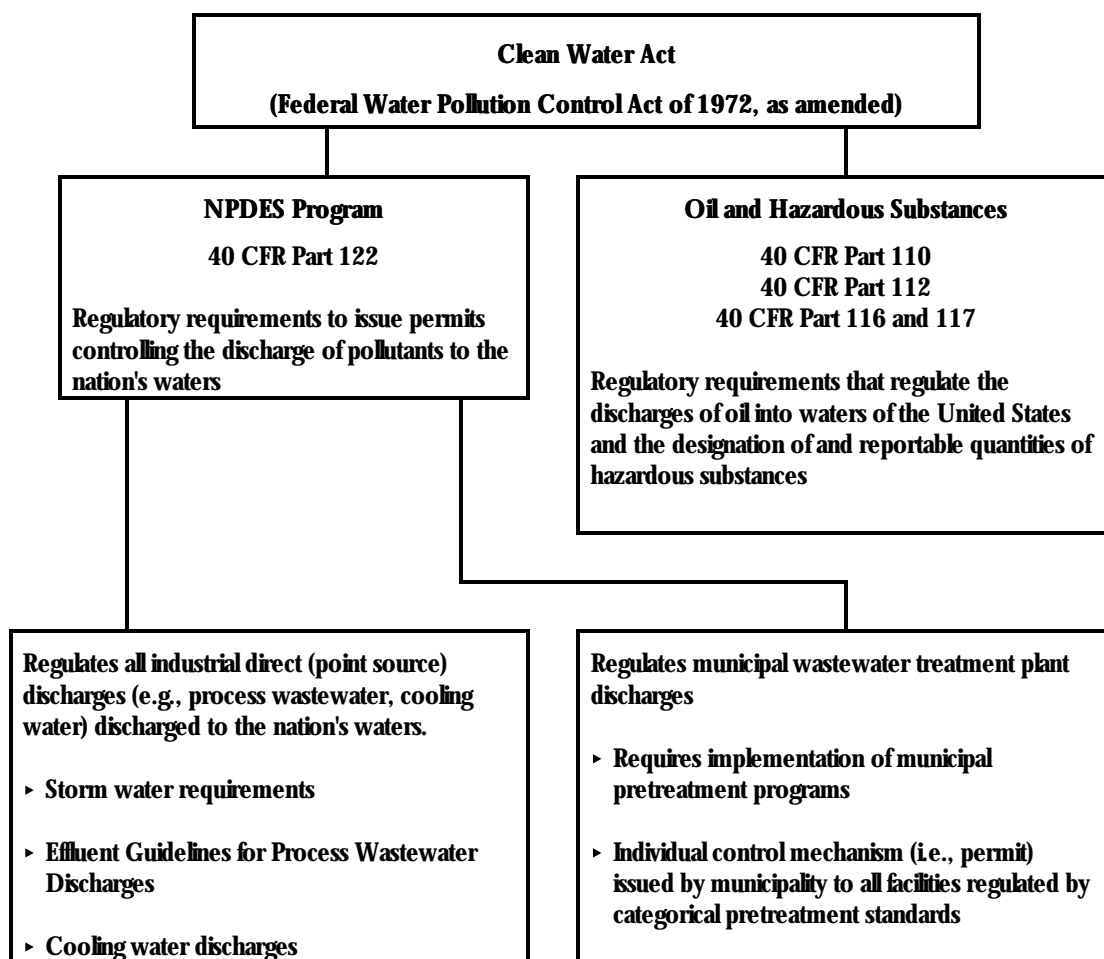 Clean Water Act
(Federal Water Pollution Control Act of 1972, as amended)
NPDES Program
40 CFR Part 122
Regulatory requirements to issue permits
controlling the discharge of pollutants to the
nation's waters
Oil and Hazardous Substances
40 CFR Part 110
40 CFR Part 112
40 CFR Part 116 and 117
Regulatory requirements that regulate the
discharges of oil into waters of the United States
and the designation of and reportable quantities of
hazardous substances
Regulates all industrial direct (point source)
discharges (e.g., process wastewater, cooling
water) discharged to the nation's waters.
▸ Storm water requirements
▸ Effluent Guidelines for Process Wastewater
Discharges
▸ Cooling water discharges
Regulates municipal wastewater treatment plant
discharges
▸ Requires implementation of municipal
pretreatment programs
▸ Individual control mechanism (i.e., permit)
issued by municipality to all facilities regulated by
categorical pretreatment standards